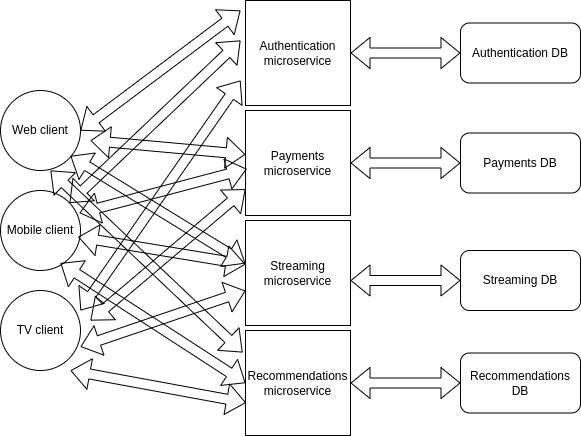 Authentication
microservice
Authentication DB
Web client
Payments
microservice
Payments DB
Mobile client
Streaming
microservice
Streaming DB
TV client
Recommendations
microservice
Recommendations
DB